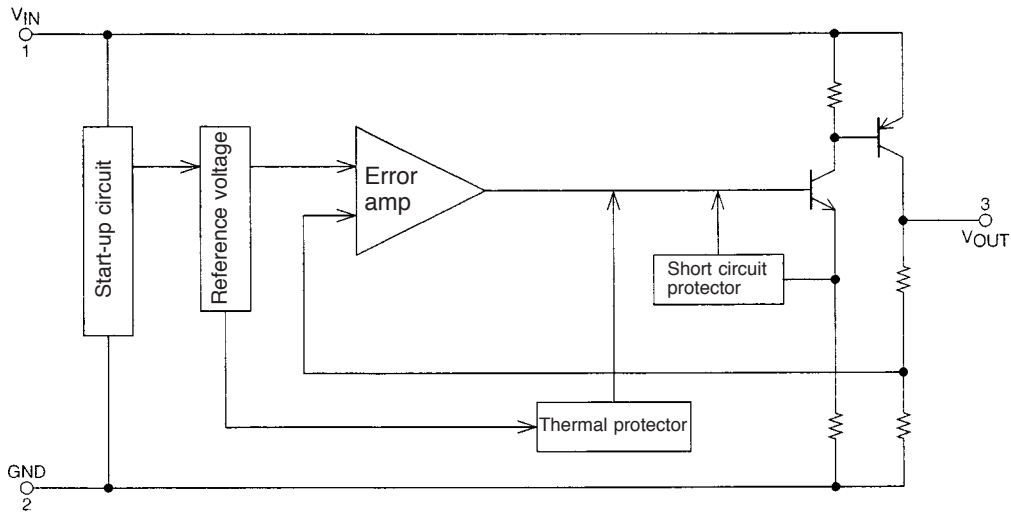 VIN
1
Start-up circuit
Reference voltage
Error
amp
Short circuit
protector
3
VOUT
Thermal protector
GND
2